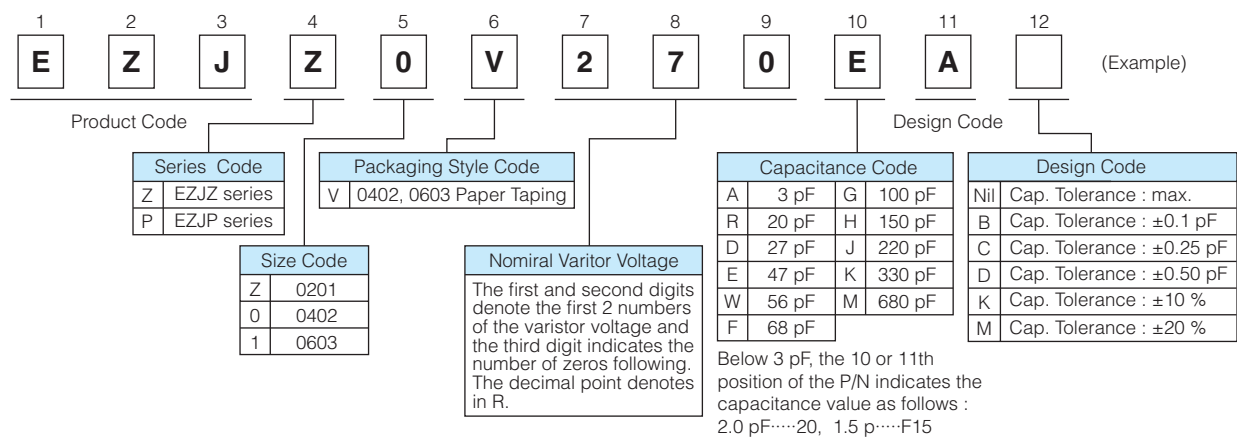 1 2 3 4 5 6 7 8 9 10 11 12
E Z J Z 0 V 2 7 0 E A (Example)
Product Code
Design Code
Series Code
Z EZJZ series
P EZJP series
Packaging Style Code
V 0402, 0603 Paper Taping
Size Code
Z 0201
0 0402
1 0603
Nomiral Varitor Voltage
The first and second digits
denote the first 2 numbers
of the varistor voltage and
the third digit indicates the
number of zeros following.
The decimal point denotes
in R.
Capacitance Code
A 3 pF G 100 pF
R 20 pF H 150 pF
D 27 pF J 220 pF
E 47 pF K 330 pF
W 56 pF M 680 pF
F 68 pF
Below 3 pF, the 10 or 11th
position of the P/N indicates the
capacitance value as follows :
2.0 pF·····20, 1.5 p·····F15
Design Code
Nil Cap. Tolerance : max.
B Cap. Tolerance : ±0.1 pF
C Cap. Tolerance : ±0.25 pF
D Cap. Tolerance : ±0.50 pF
K Cap. Tolerance : ±10 %
M Cap. Tolerance : ±20 %